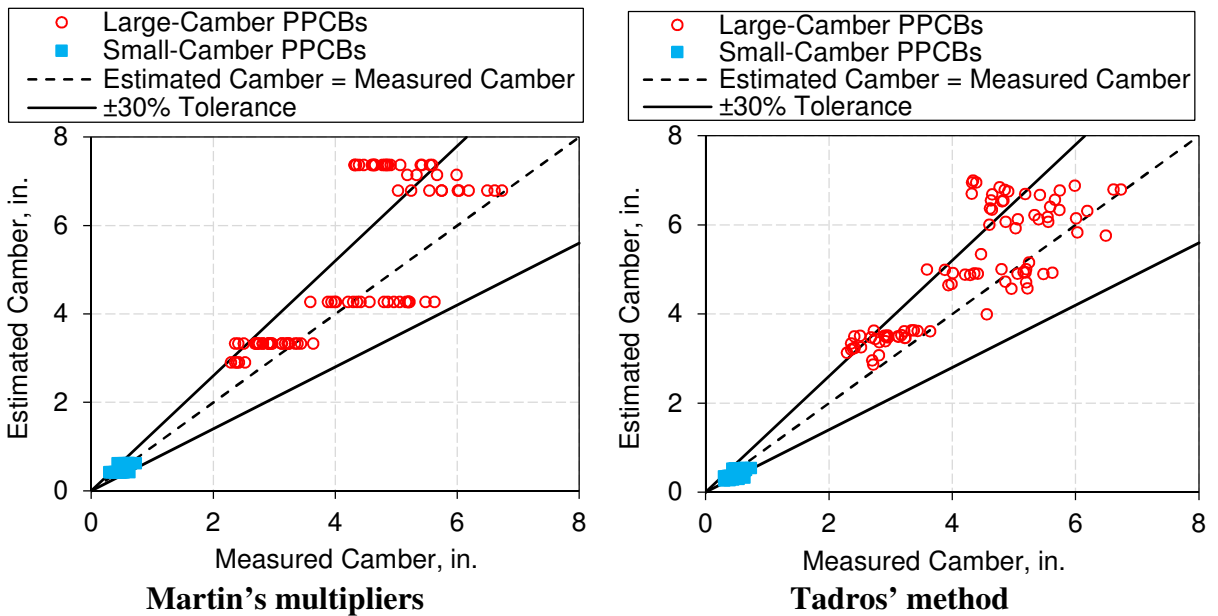 Large-Camber PPCBs
Small-Camber PPCBs
Estimated Camber = Measured Camber
±30% Tolerance
8
6
4
2
0
0 2 4 6 8
Estimated Camber, in.
Measured Camber, in.
Martin's multipliers
Large-Camber PPCBs
Small-Camber PPCBs
Estimated Camber = Measured Camber
±30% Tolerance
8
6
4
2
0
0 2 4 6 8
Estimated Camber, in.
Measured Camber, in.
Tadros' method